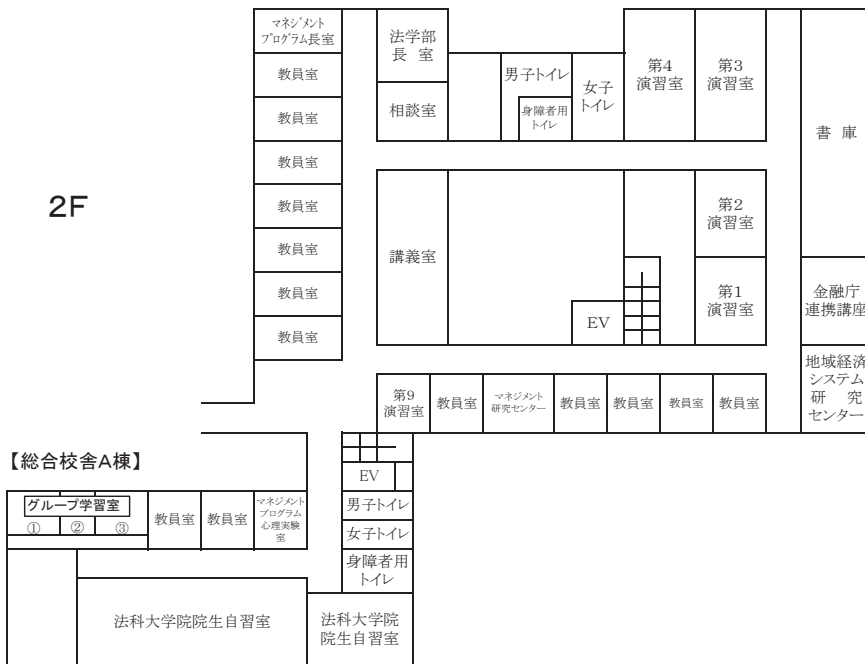 マネジメント
プログラム長室
教員室
教員室
教員室
教員室
教員室
教員室
教員室
法学部
長 室
相談室
男子トイレ
身障者用
トイレ
女子
トイレ
第4
演習室
第3
演習室
書 庫
2F
講義室
EV
第2
演習室
第1
演習室
金融庁
連携講座
地域経済
システム
研 究
センター
第9
演習室
教員室
マネジメント
研究センター
教員室
教員室
教員室
教員室
【総合校舎A棟】
グループ学習室
①
②
③
教員室
教員室
マネジメント
プログラム
心理実験
室
EV
男子トイレ
女子トイレ
身障者用
トイレ
法科大学院院生自習室
法科大学院
院生自習室